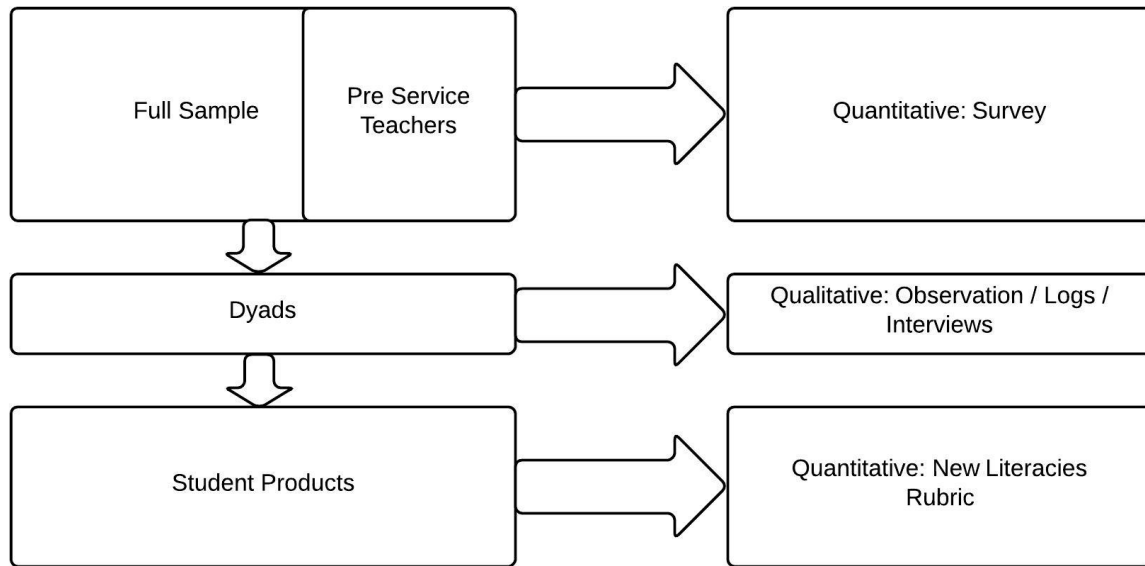 Full Sample
Pre Service
Teachers
Quantitative: Survey
Dyads
Qualitative: Observation / Logs /
Interviews
Student Products
Quantitative: New Literacies
Rubric